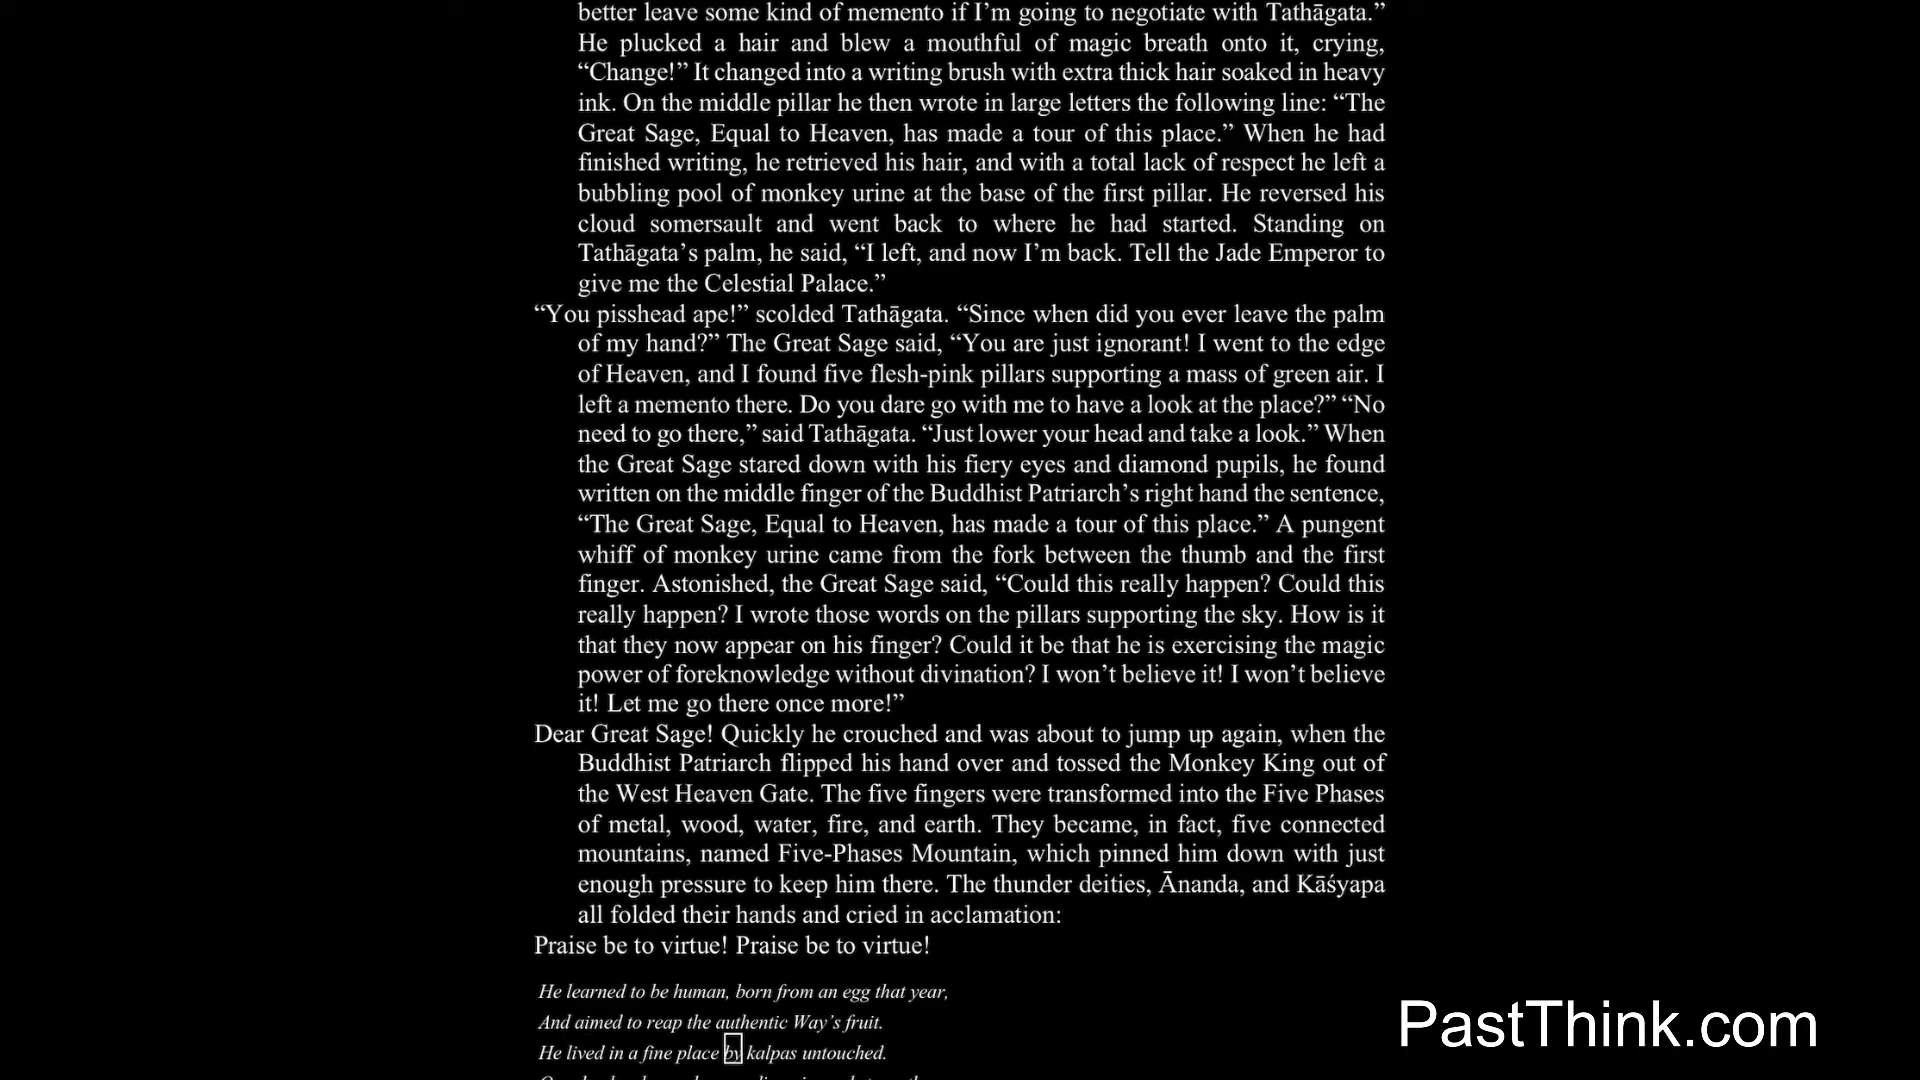 better leave some kind of memento if I’m going to negotiate with Tathāgata.”
He plucked a hair and blew a mouthful of magic breath onto it, crying,
“Change!” It changed into a writing brush with extra thick hair soaked in heavy
ink. On the middle pillar he then wrote in large letters the following line: “The
Great Sage, Equal to Heaven, has made a tour of this place.” When he had
finished writing, he retrieved his hair, and with a total lack of respect he left a
bubbling pool of monkey urine at the base of the first pillar. He reversed his
cloud somersault and went back to where he had started. Standing on
Tathāgata’s palm, he said, “I left, and now I’m back. Tell the Jade Emperor to
give me the Celestial Palace.”
“You pisshead ape!” scolded Tathāgata. “Since when did you ever leave the palm
of my hand?” The Great Sage said, “You are just ignorant! I went to the edge
of Heaven, and I found five flesh-pink pillars supporting a mass of green air. I
left a memento there. Do you dare go with me to have a look at the place?” “No
need to go there,” said Tathāgata. “Just lower your head and take a look.” When
the Great Sage stared down with his fiery eyes and diamond pupils, he found
written on the middle finger of the Buddhist Patriarch’s right hand the sentence,
“The Great Sage, Equal to Heaven, has made a tour of this place.” A pungent
whiff of monkey urine came from the fork between the thumb and the first
finger. Astonished, the Great Sage said, “Could this really happen? Could this
really happen? I wrote those words on the pillars supporting the sky. How is it
that they now appear on his finger? Could it be that he is exercising the magic
power of foreknowledge without divination? I won’t believe it! I won’t believe
it! Let me go there once more!”
Dear Great Sage! Quickly he crouched and was about to jump up again, when the
Buddhist Patriarch flipped his hand over and tossed the Monkey King out of
the West Heaven Gate. The five fingers were transformed into the Five Phases
of metal, wood, water, fire, and earth. They became, in fact, five connected
mountains, named Five-Phases Mountain, which pinned him down with just
enough pressure to keep him there. The thunder deities, Ānanda, and Kāśyapa
all folded their hands and cried in acclamation:
Praise be to virtue! Praise be to virtue!
He learned to be human, born from an egg that year,
And aimed to reap the authentic Way’s fruit.
He lived in a fine place by kalpas untouched.
PastThink.com